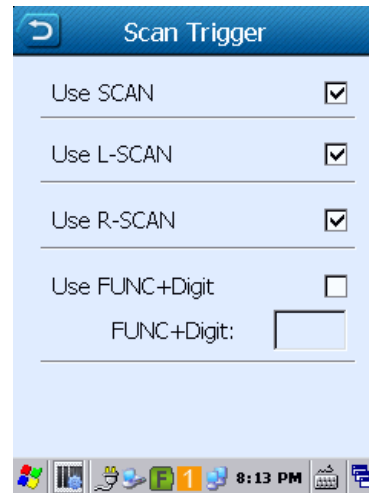 Scan Trigger
Use SCAN
Use L-SCAN
Use R-SCAN
Use FUNC+Digit
FUNC+Digit:
F 1 8:13 PM